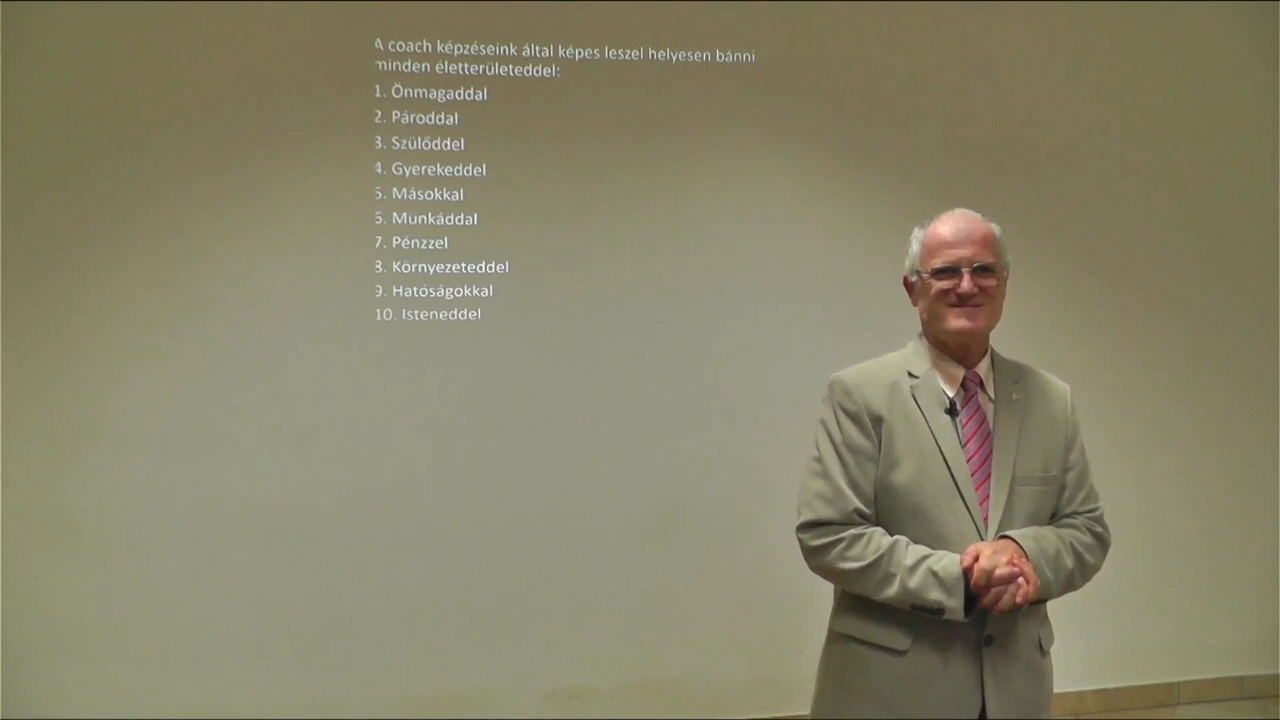 A coach képzéseink által képes leszel helyesen bánni
minden életterületeddel:
1. Önmagaddal
2. Pároddal
3. Szülőddel
4. Gyerekeddel
5. Másokkal
6. Munkáddal
7. Pénzzel
8. Környezeteddel
9. Hatóságokkal
10. Isteneddel